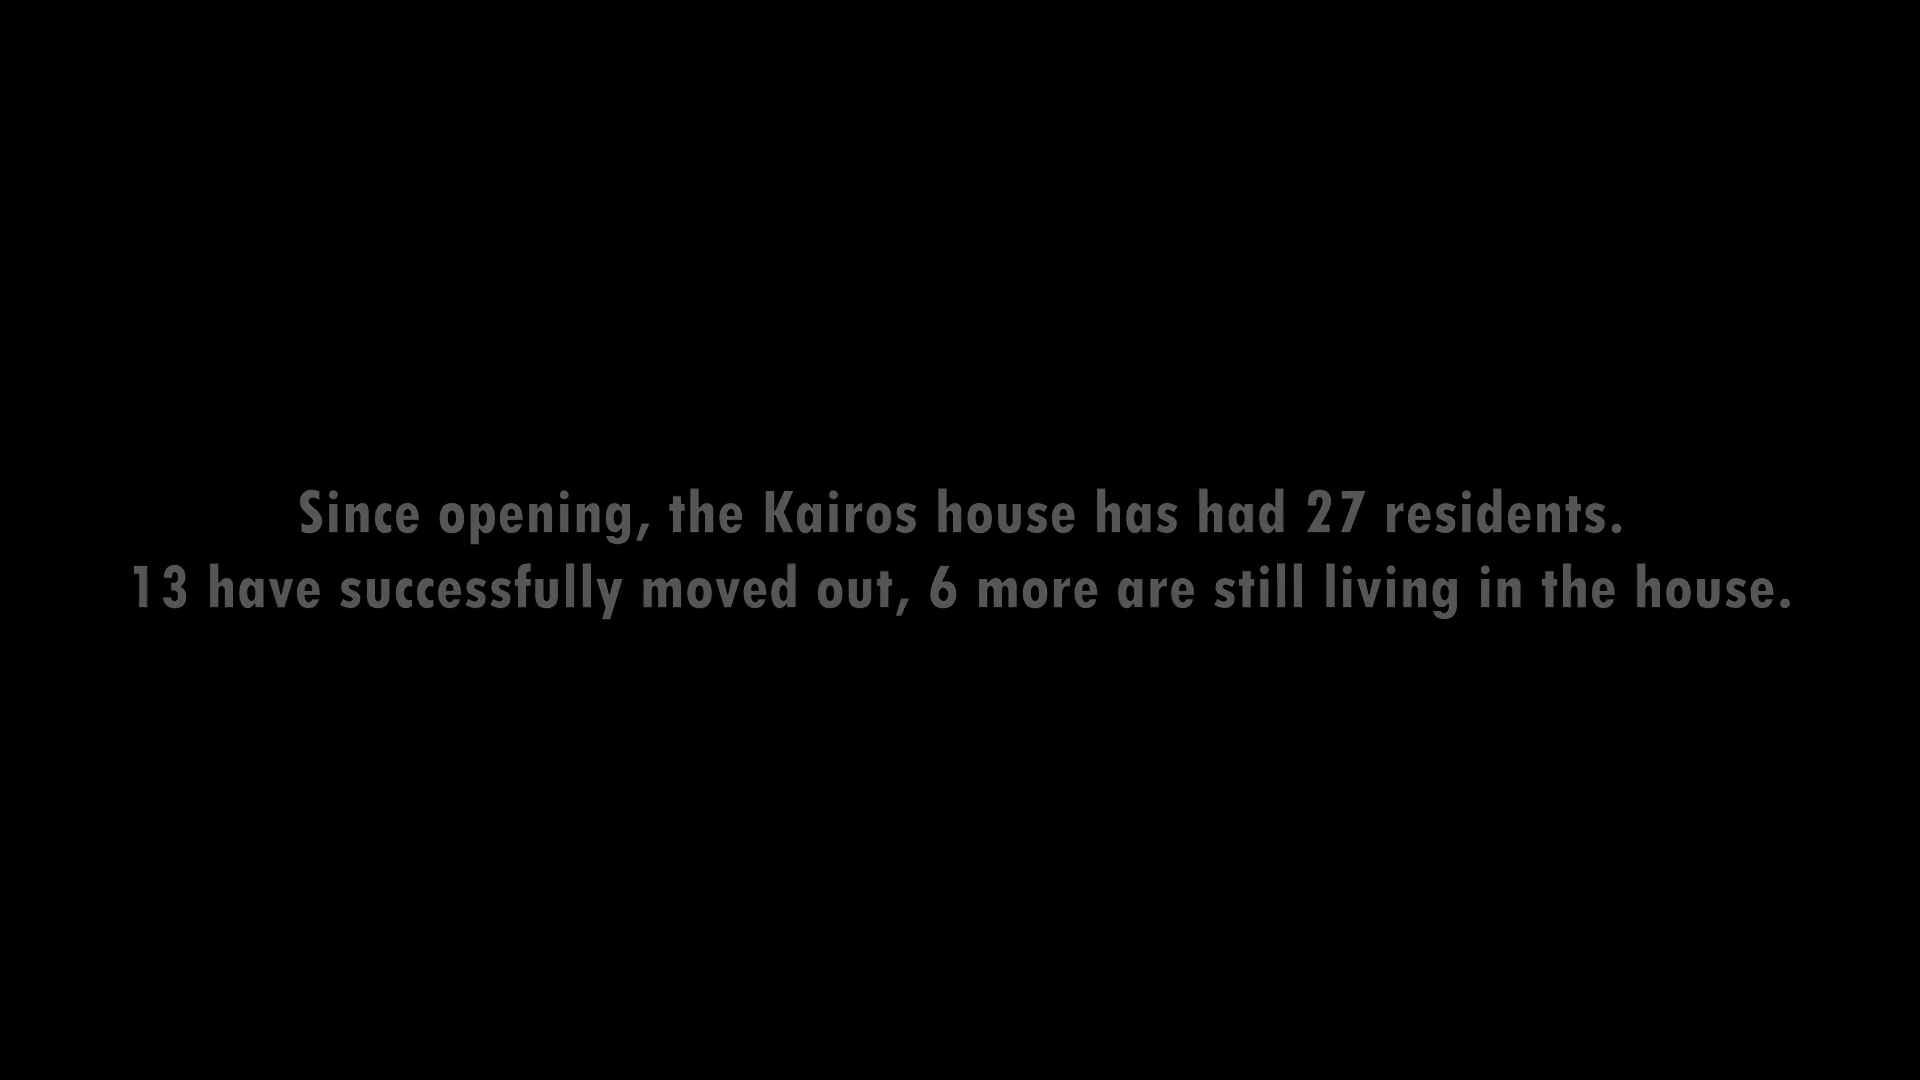 Since opening, the Kairos house has had 27 residents.
13 have successfully moved out, 6 more are still living in the house.